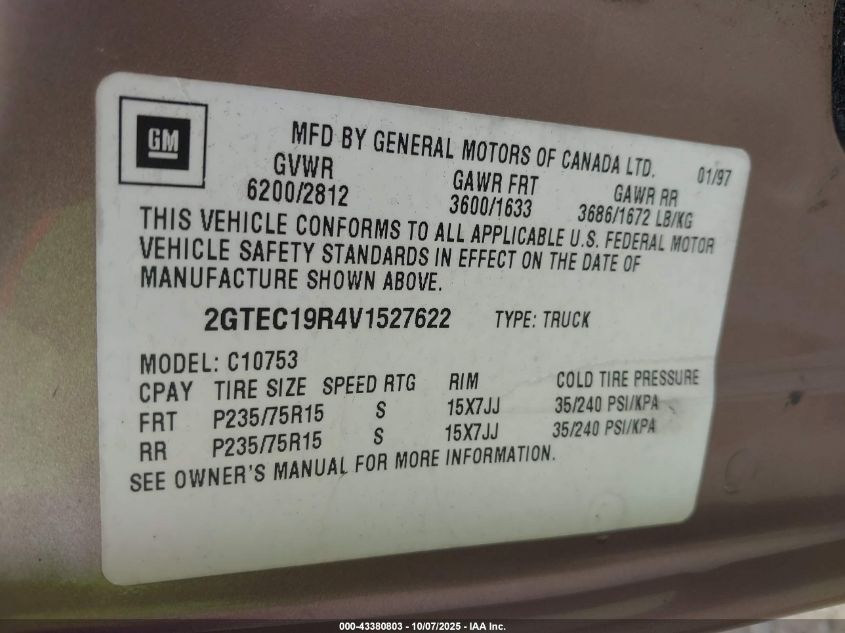 GM
MFD BY GENERAL MOTORS OF CANADA LTD. 01/97
GVWR GAWR FRT GAWR RR
6200/2812 3600/1633 3686/1672 LB/KG
THIS VEHICLE CONFORMS TO ALL APPLICABLE U.S. FEDERAL MOTOR
VEHICLE SAFETY STANDARDS IN EFFECT ON THE DATE OF
MANUFACTURE SHOWN ABOVE.
2GTEC19R4V1527622 TYPE: TRUCK
MODEL: C10753
CPAY TIRE SIZE SPEED RTG RIM COLD TIRE PRESSURE
FRT P235/75R15 S 15X7JJ 35/240 PSI/KPA
RR P235/75R15 S 15X7JJ 35/240 PSI/KPA
SEE OWNER'S MANUAL FOR MORE INFORMATION.
000-43380803 - 10/07/2025 - IAA Inc.